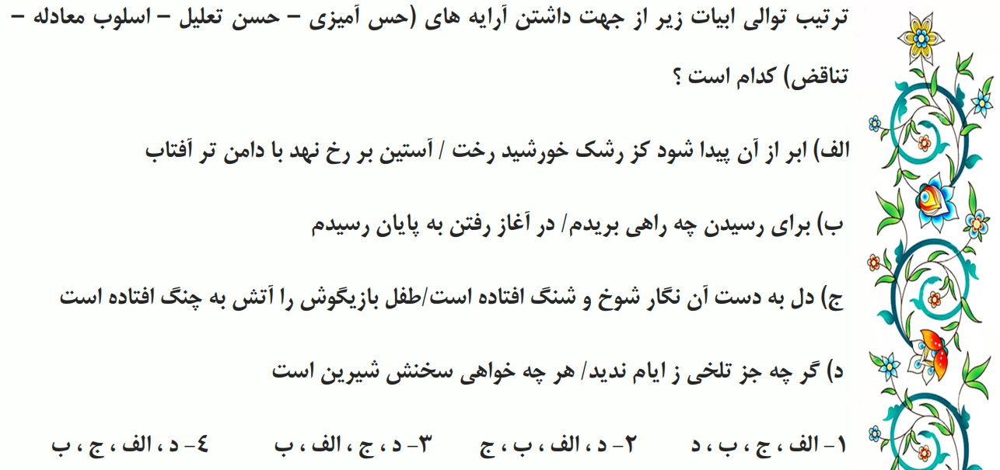 ترتیب توالی ابیات زیر از جهت داشتن آرایه های (حس آمیزی – حسن تعلیل – اسلوب معادله –
تناقض) کدام است ؟
الف) ابر از آن پیدا شود کز رشک خورشید رخت / آستین بر رخ نهد با دامن تر آفتاب
ب) برای رسیدن چه راهی بریدم/ در آغاز رفتن به پایان رسیدم
ج) دل به دست آن نگار شوخ و شنگ افتاده است/طفل بازیگوش را آتش به چنگ افتاده است
د) گر چه جز تلخی ز ایام ندید/ هر چه خواهی سخنش شیرین است
۱- الف ، ج ، ب ، د ۲- د ، الف ، ب ، ج ۳- د ، ج ، الف ، ب ٤- د ، الف ، ج ، ب